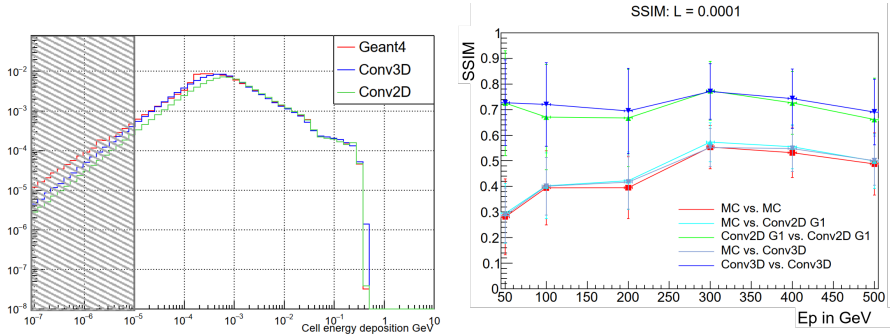 Geant4
Conv3D
Conv2D
10⁻²
10⁻³
10⁻⁴
10⁻⁵
10⁻⁶
10⁻⁷
10⁻⁸
10⁻⁷ 10⁻⁶ 10⁻⁵ 10⁻⁴ 10⁻³ 10⁻² 10⁻¹ 1 10
Cell energy deposition GeV
SSIM: L = 0.0001
SSIM
1
0.9
0.8
0.7
0.6
0.5
0.4
0.3
0.2
0.1
0
MC vs. MC
MC vs. Conv2D G1
Conv2D G1 vs. Conv2D G1
MC vs. Conv3D
Conv3D vs. Conv3D
50 100 150 200 250 300 350 400 450 500
Ep in GeV